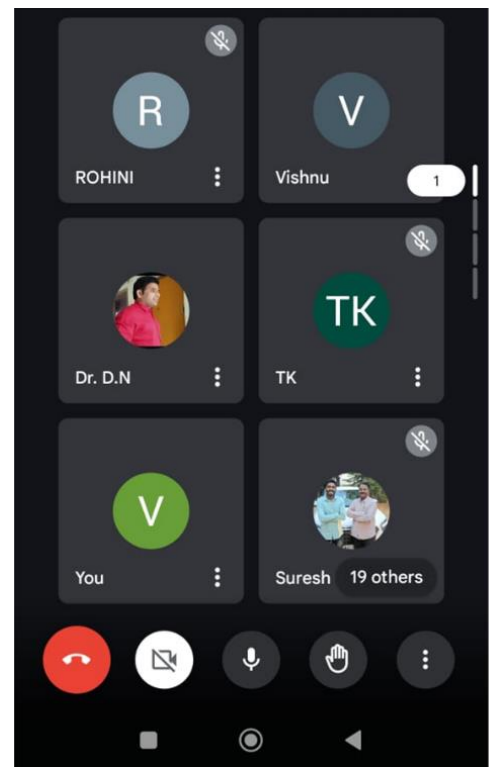 R
ROHINI
V
Vishnu
1
Dr. D.N
TK
TK
V
You
Suresh
19 others